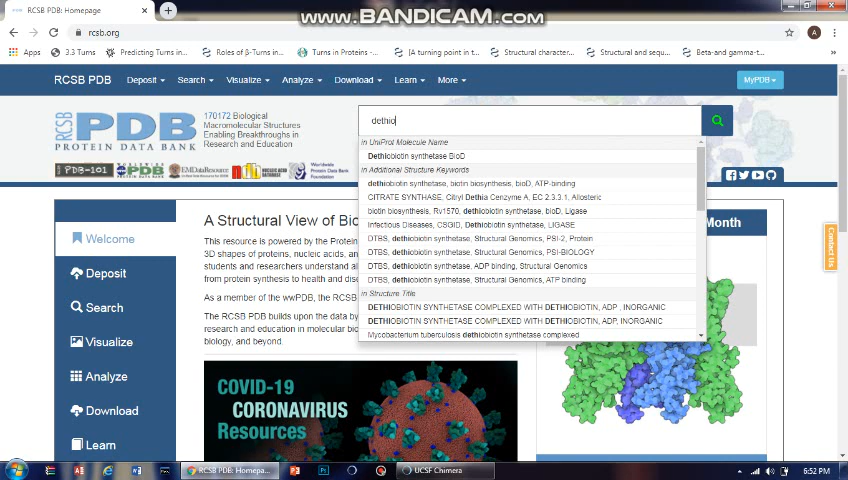 WWW.BANDICAM.COM
RCSB PDB: Homepage
rcsb.org
Apps 3.3 Turns Predicting Turns in Roles of β-Turns in... Turns in Proteins -... [A turning point in t... Structural character... Structural and sequ... Beta-and gamma-t...
RCSB PDB Deposit Search Visualize Analyze Download Learn More MyPDB
RCSB
PDB
PROTEIN DATA BANK
170172 Biological
Macromolecular Structures
Enabling Breakthroughs in
Research and Education
dethio
PDB-101 EMDataResource
in UniProt Molecule Name
Dethiobiotin synthetase BioD
in Additional Structure Keywords
dethiobiotin synthetase, biotin biosynthesis, bioD, ATP-binding
CITRATE SYNTHASE, Citryl Dethia Cenzyme A, EC 2.3.3.1, Allosteric
biotin biosynthesis, Rv1570, dethiobiotin synthetase, bioD, Ligase
Infectious Diseases, CSGID, Dethiobiotin Synthetase, LIGASE
DTBS, dethiobiotin synthetase, Structural Genomics, PSI-2, Protein
DTBS, dethiobiotin synthetase, Structural Genomics, PSI-BIOLOGY
DTBS, dethiobiotin synthetase, ADP binding, Structural Genomics
DTBS, dethiobiotin synthetase, Structural Genomics, ATP binding
in Structure Title
DETHIOBIOTIN SYNTHETASE COMPLEXED WITH DETHIOBIOTIN, ADP , INORGANIC
DETHIOBIOTIN SYNTHETASE COMPLEXED WITH DETHIOBIOTIN, ADP, INORGANIC
Mycobacterium tuberculosis dethiobiotin synthetase complexed
Welcome
Deposit
Search
Visualize
Analyze
Download
Learn
A Structural View of Bio
This resource is powered by the Protein
3D shapes of proteins, nucleic acids, an
students and researchers understand al
from protein synthesis to health and dise
As a member of the wwPDB, the RCSB
The RCSB PDB builds upon the data by
research and education in molecular bio
biology, and beyond.
Month
Contact Us
COVID-19
CORONAVIRUS
Resources
RCSB PDB: Homepa... UCSF Chimera 6:52 PM